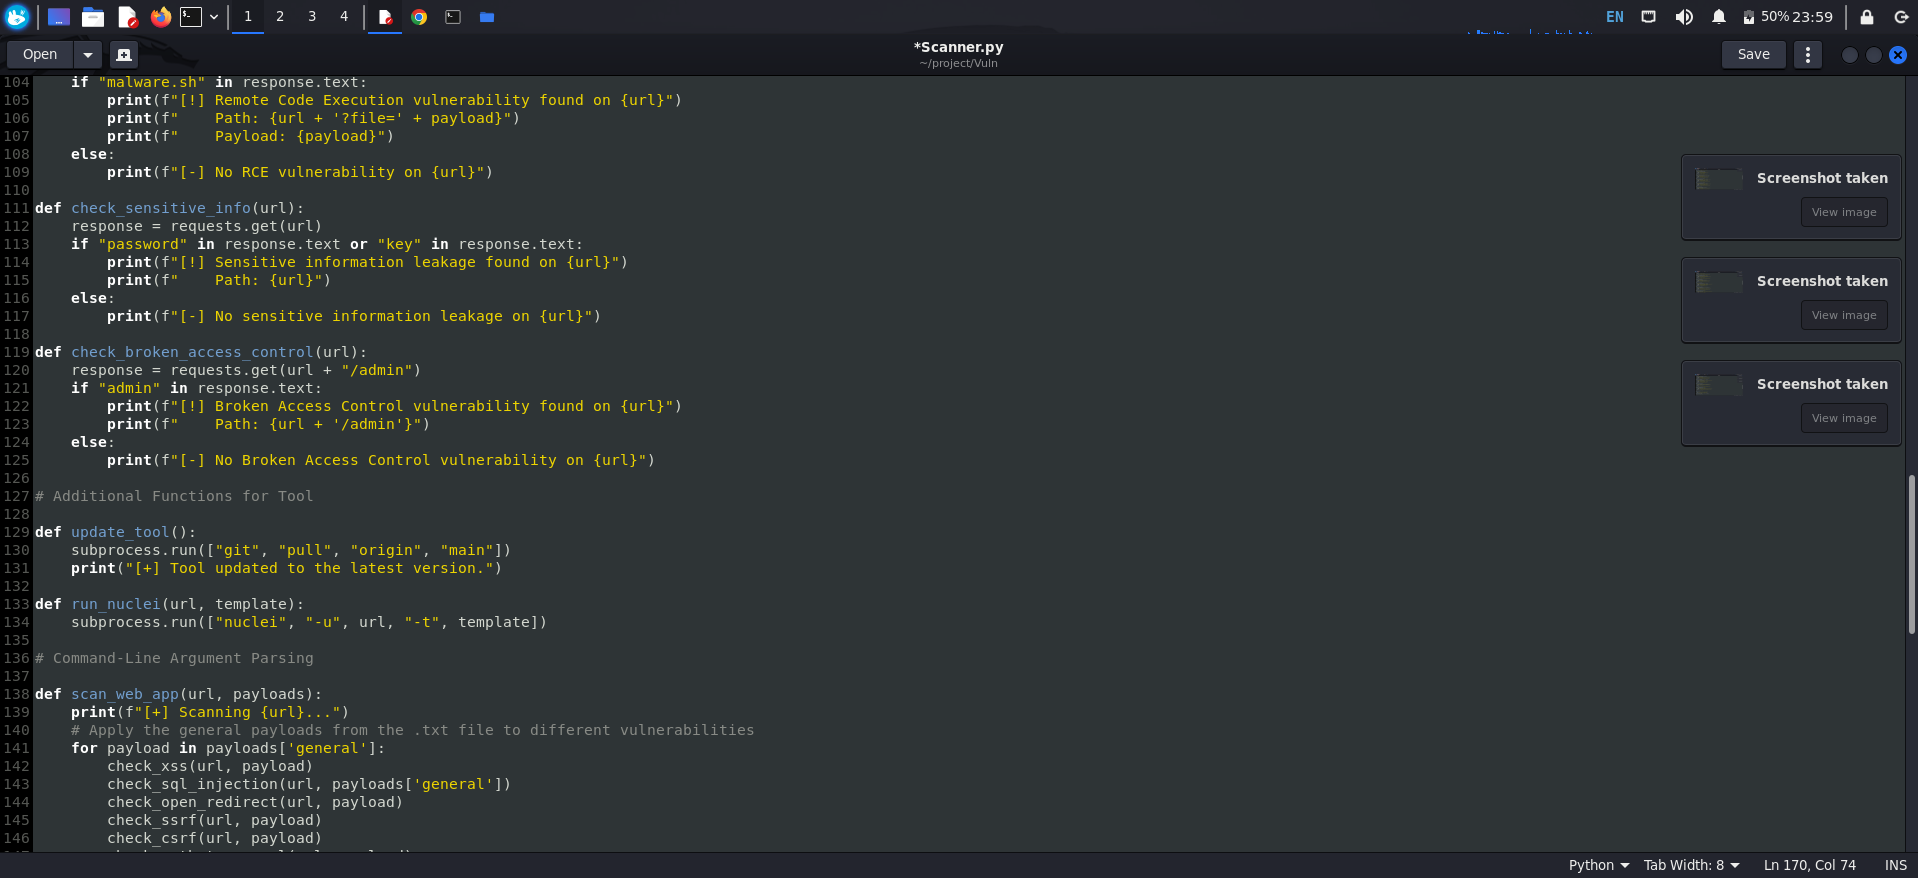 1 2 3 4 EN 50% 23:59
Open *Scanner.py Save
~/project/Vuln
104     if "malware.sh" in response.text:
105         print(f"[!] Remote Code Execution vulnerability found on {url}")
106         print(f"    Path: {url + '?file=' + payload}")
107         print(f"    Payload: {payload}")
108     else:
109         print(f"[-] No RCE vulnerability on {url}")
110
111 def check_sensitive_info(url):
112     response = requests.get(url)
113     if "password" in response.text or "key" in response.text:
114         print(f"[!] Sensitive information leakage found on {url}")
115         print(f"    Path: {url}")
116     else:
117         print(f"[-] No sensitive information leakage on {url}")
118
119 def check_broken_access_control(url):
120     response = requests.get(url + "/admin")
121     if "admin" in response.text:
122         print(f"[!] Broken Access Control vulnerability found on {url}")
123         print(f"    Path: {url + '/admin'}")
124     else:
125         print(f"[-] No Broken Access Control vulnerability on {url}")
126
127 # Additional Functions for Tool
128
129 def update_tool():
130     subprocess.run(["git", "pull", "origin", "main"])
131     print("[+] Tool updated to the latest version.")
132
133 def run_nuclei(url, template):
134     subprocess.run(["nuclei", "-u", url, "-t", template])
135
136 # Command-Line Argument Parsing
137
138 def scan_web_app(url, payloads):
139     print(f"[+] Scanning {url}...")
140     # Apply the general payloads from the .txt file to different vulnerabilities
141     for payload in payloads['general']:
142         check_xss(url, payload)
143         check_sql_injection(url, payloads['general'])
144         check_open_redirect(url, payload)
145         check_ssrf(url, payload)
146         check_csrf(url, payload)
Screenshot taken
View image
Screenshot taken
View image
Screenshot taken
View image
Python Tab Width: 8 Ln 170, Col 74 INS